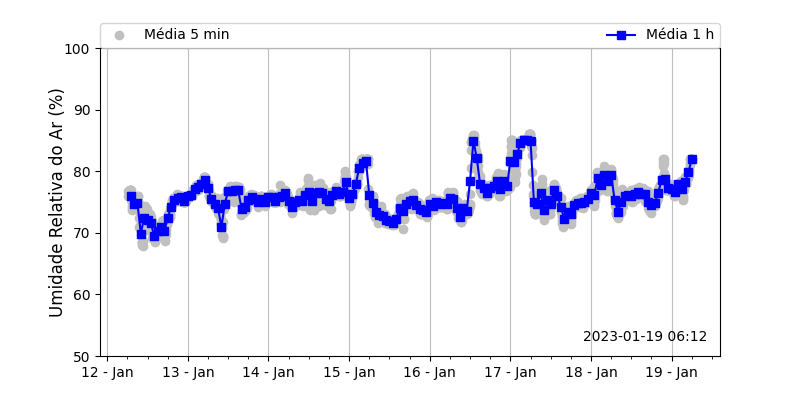 Média 5 min
Média 1 h
100
90
80
70
60
50
Umidade Relativa do Ar (%)
2023-01-19 06:12
12 - Jan
13 - Jan
14 - Jan
15 - Jan
16 - Jan
17 - Jan
18 - Jan
19 - Jan